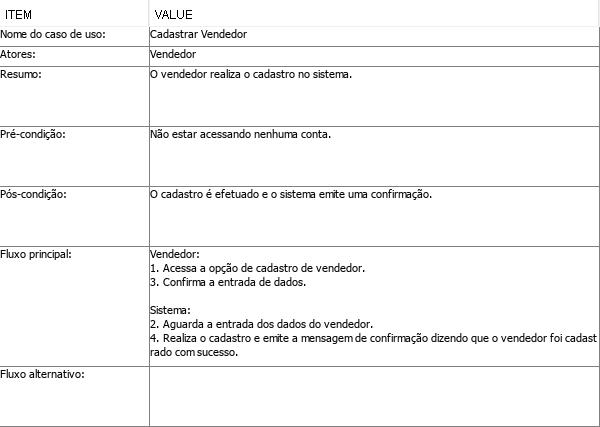 ITEM VALUE
Nome do caso de uso: Cadastrar Vendedor
Atores: Vendedor
Resumo: O vendedor realiza o cadastro no sistema.
Pré-condição: Não estar acessando nenhuma conta.
Pós-condição: O cadastro é efetuado e o sistema emite uma confirmação.
Fluxo principal: Vendedor:
1. Acessa a opção de cadastro de vendedor.
3. Confirma a entrada de dados.
Sistema:
2. Aguarda a entrada dos dados do vendedor.
4. Realiza o cadastro e emite a mensagem de confirmação dizendo que o vendedor foi cadast
rado com sucesso.
Fluxo alternativo: